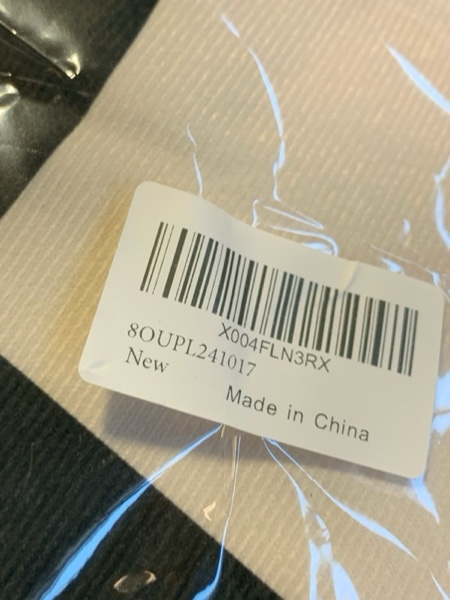 X004FLN3RX
8OUPL241017
New
Made in China